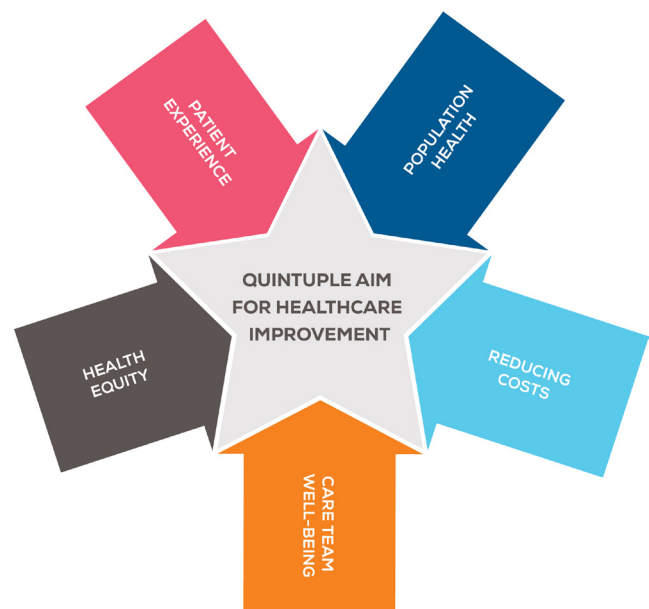 PATIENT
EXPERIENCE
POPULATION
HEALTH
QUINTUPLE AIM
FOR HEALTHCARE
IMPROVEMENT
HEALTH
EQUITY
REDUCING
COSTS
CARE TEAM
WELL-BEING